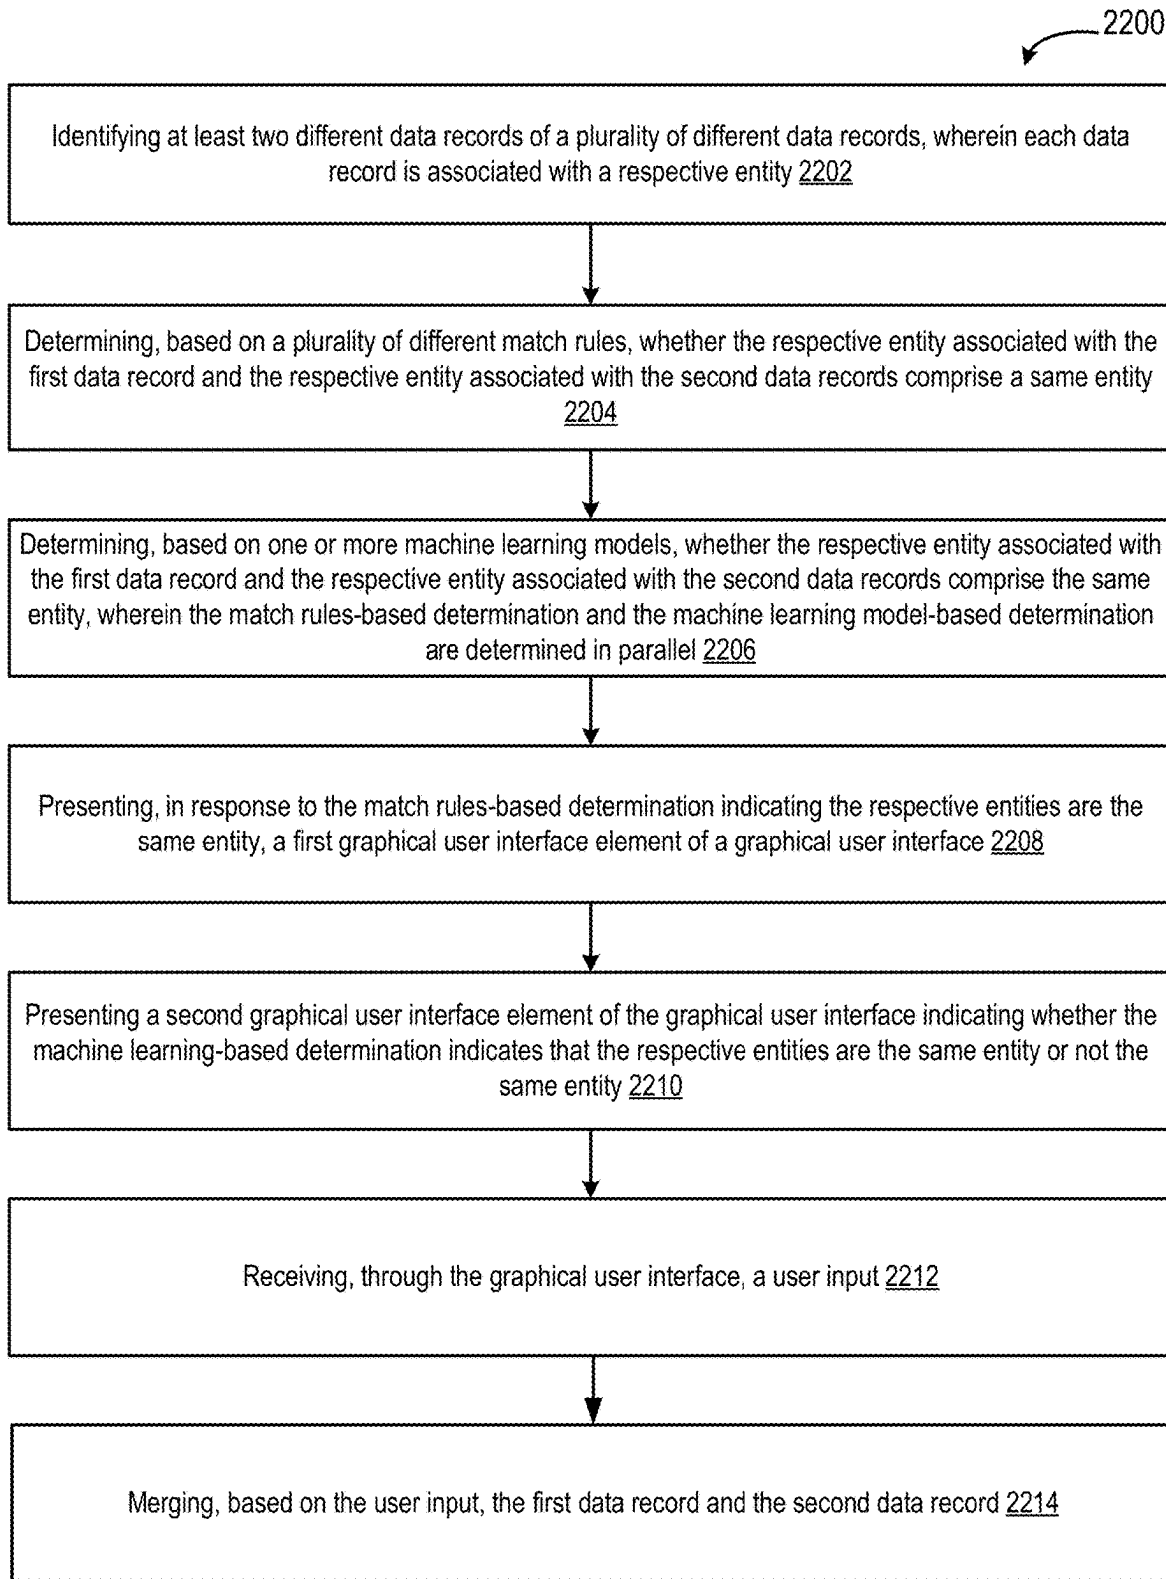 2200
Identifying at least two different data records of a plurality of different data records, wherein each data
record is associated with a respective entity 2202
Determining, based on a plurality of different match rules, whether the respective entity associated with the
first data record and the respective entity associated with the second data records comprise a same entity
2204
Determining, based on one or more machine learning models, whether the respective entity associated with
the first data record and the respective entity associated with the second data records comprise the same
entity, wherein the match rules-based determination and the machine learning model-based determination
are determined in parallel 2206
Presenting, in response to the match rules-based determination indicating the respective entities are the
same entity, a first graphical user interface element of a graphical user interface 2208
Presenting a second graphical user interface element of the graphical user interface indicating whether the
machine learning-based determination indicates that the respective entities are the same entity or not the
same entity 2210
Receiving, through the graphical user interface, a user input 2212
Merging, based on the user input, the first data record and the second data record 2214